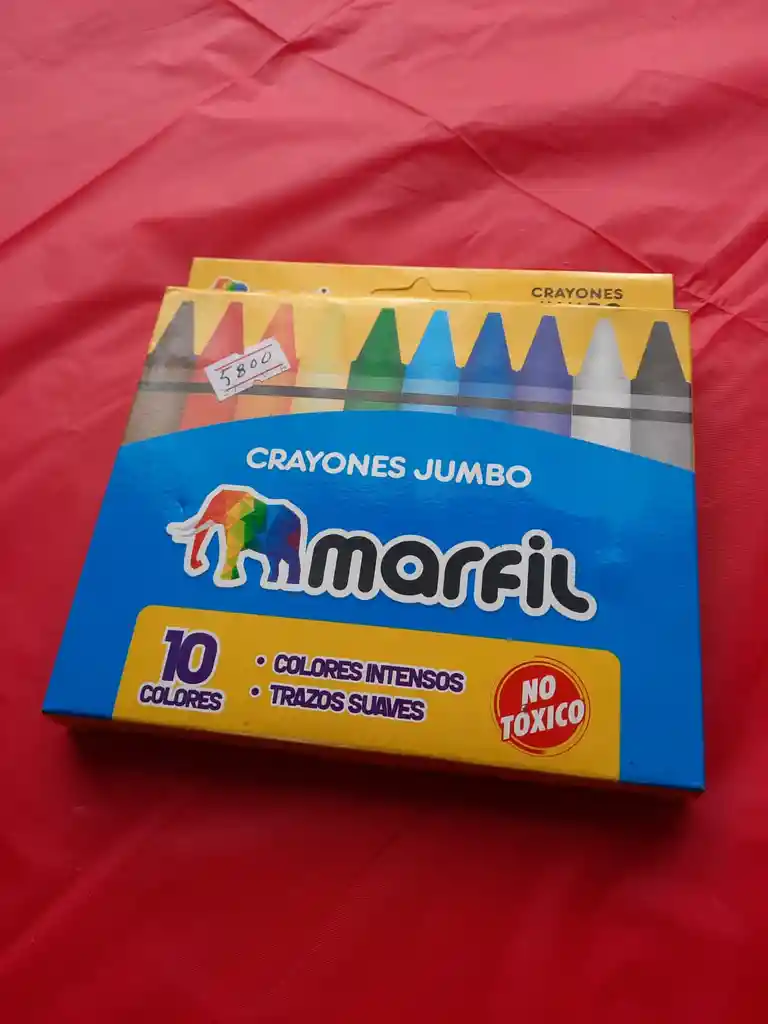 CRAYONES
5800
CRAYONES JUMBO
marfil
10
COLORES
• COLORES INTENSOS
• TRAZOS SUAVES
NO
TÓXICO